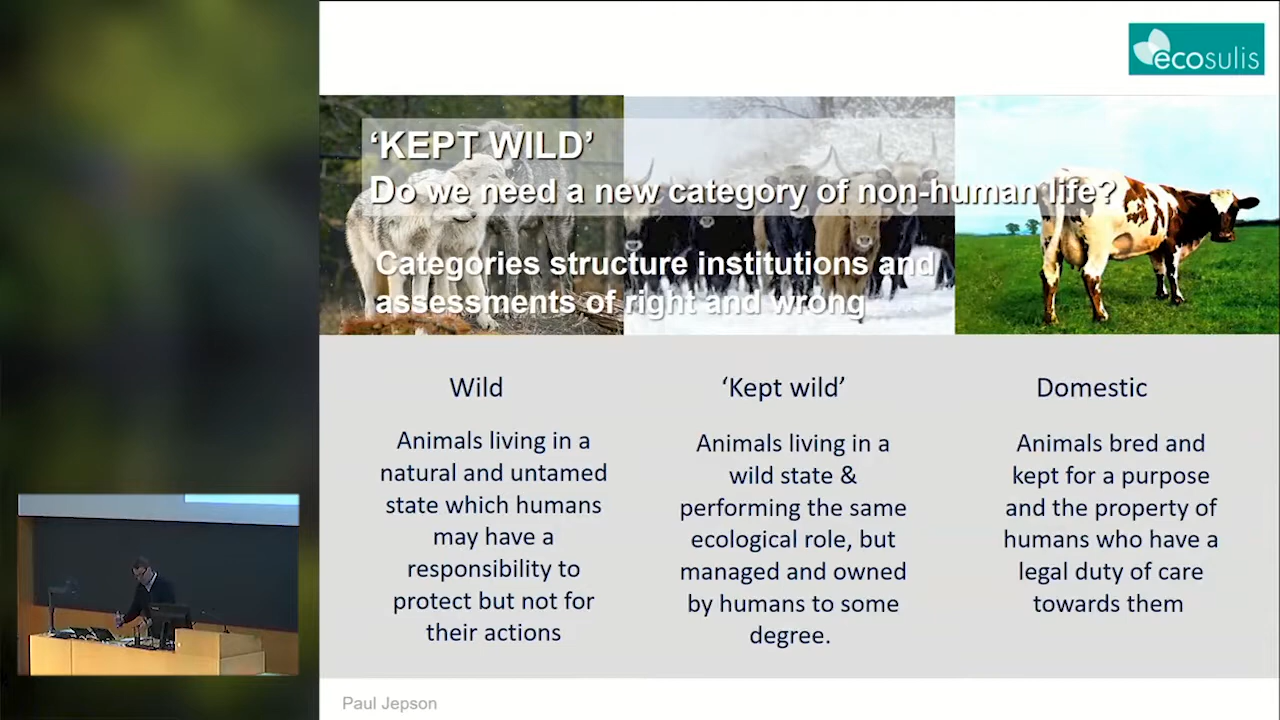 ecosulis
‘KEPT WILD’
Do we need a new category of non-human life?
Categories structure institutions and
assessments of right and wrong
Wild
Animals living in a
natural and untamed
state which humans
may have a
responsibility to
protect but not for
their actions
‘Kept wild’
Animals living in a
wild state &
performing the same
ecological role, but
managed and owned
by humans to some
degree.
Domestic
Animals bred and
kept for a purpose
and the property of
humans who have a
legal duty of care
towards them
Paul Jepson